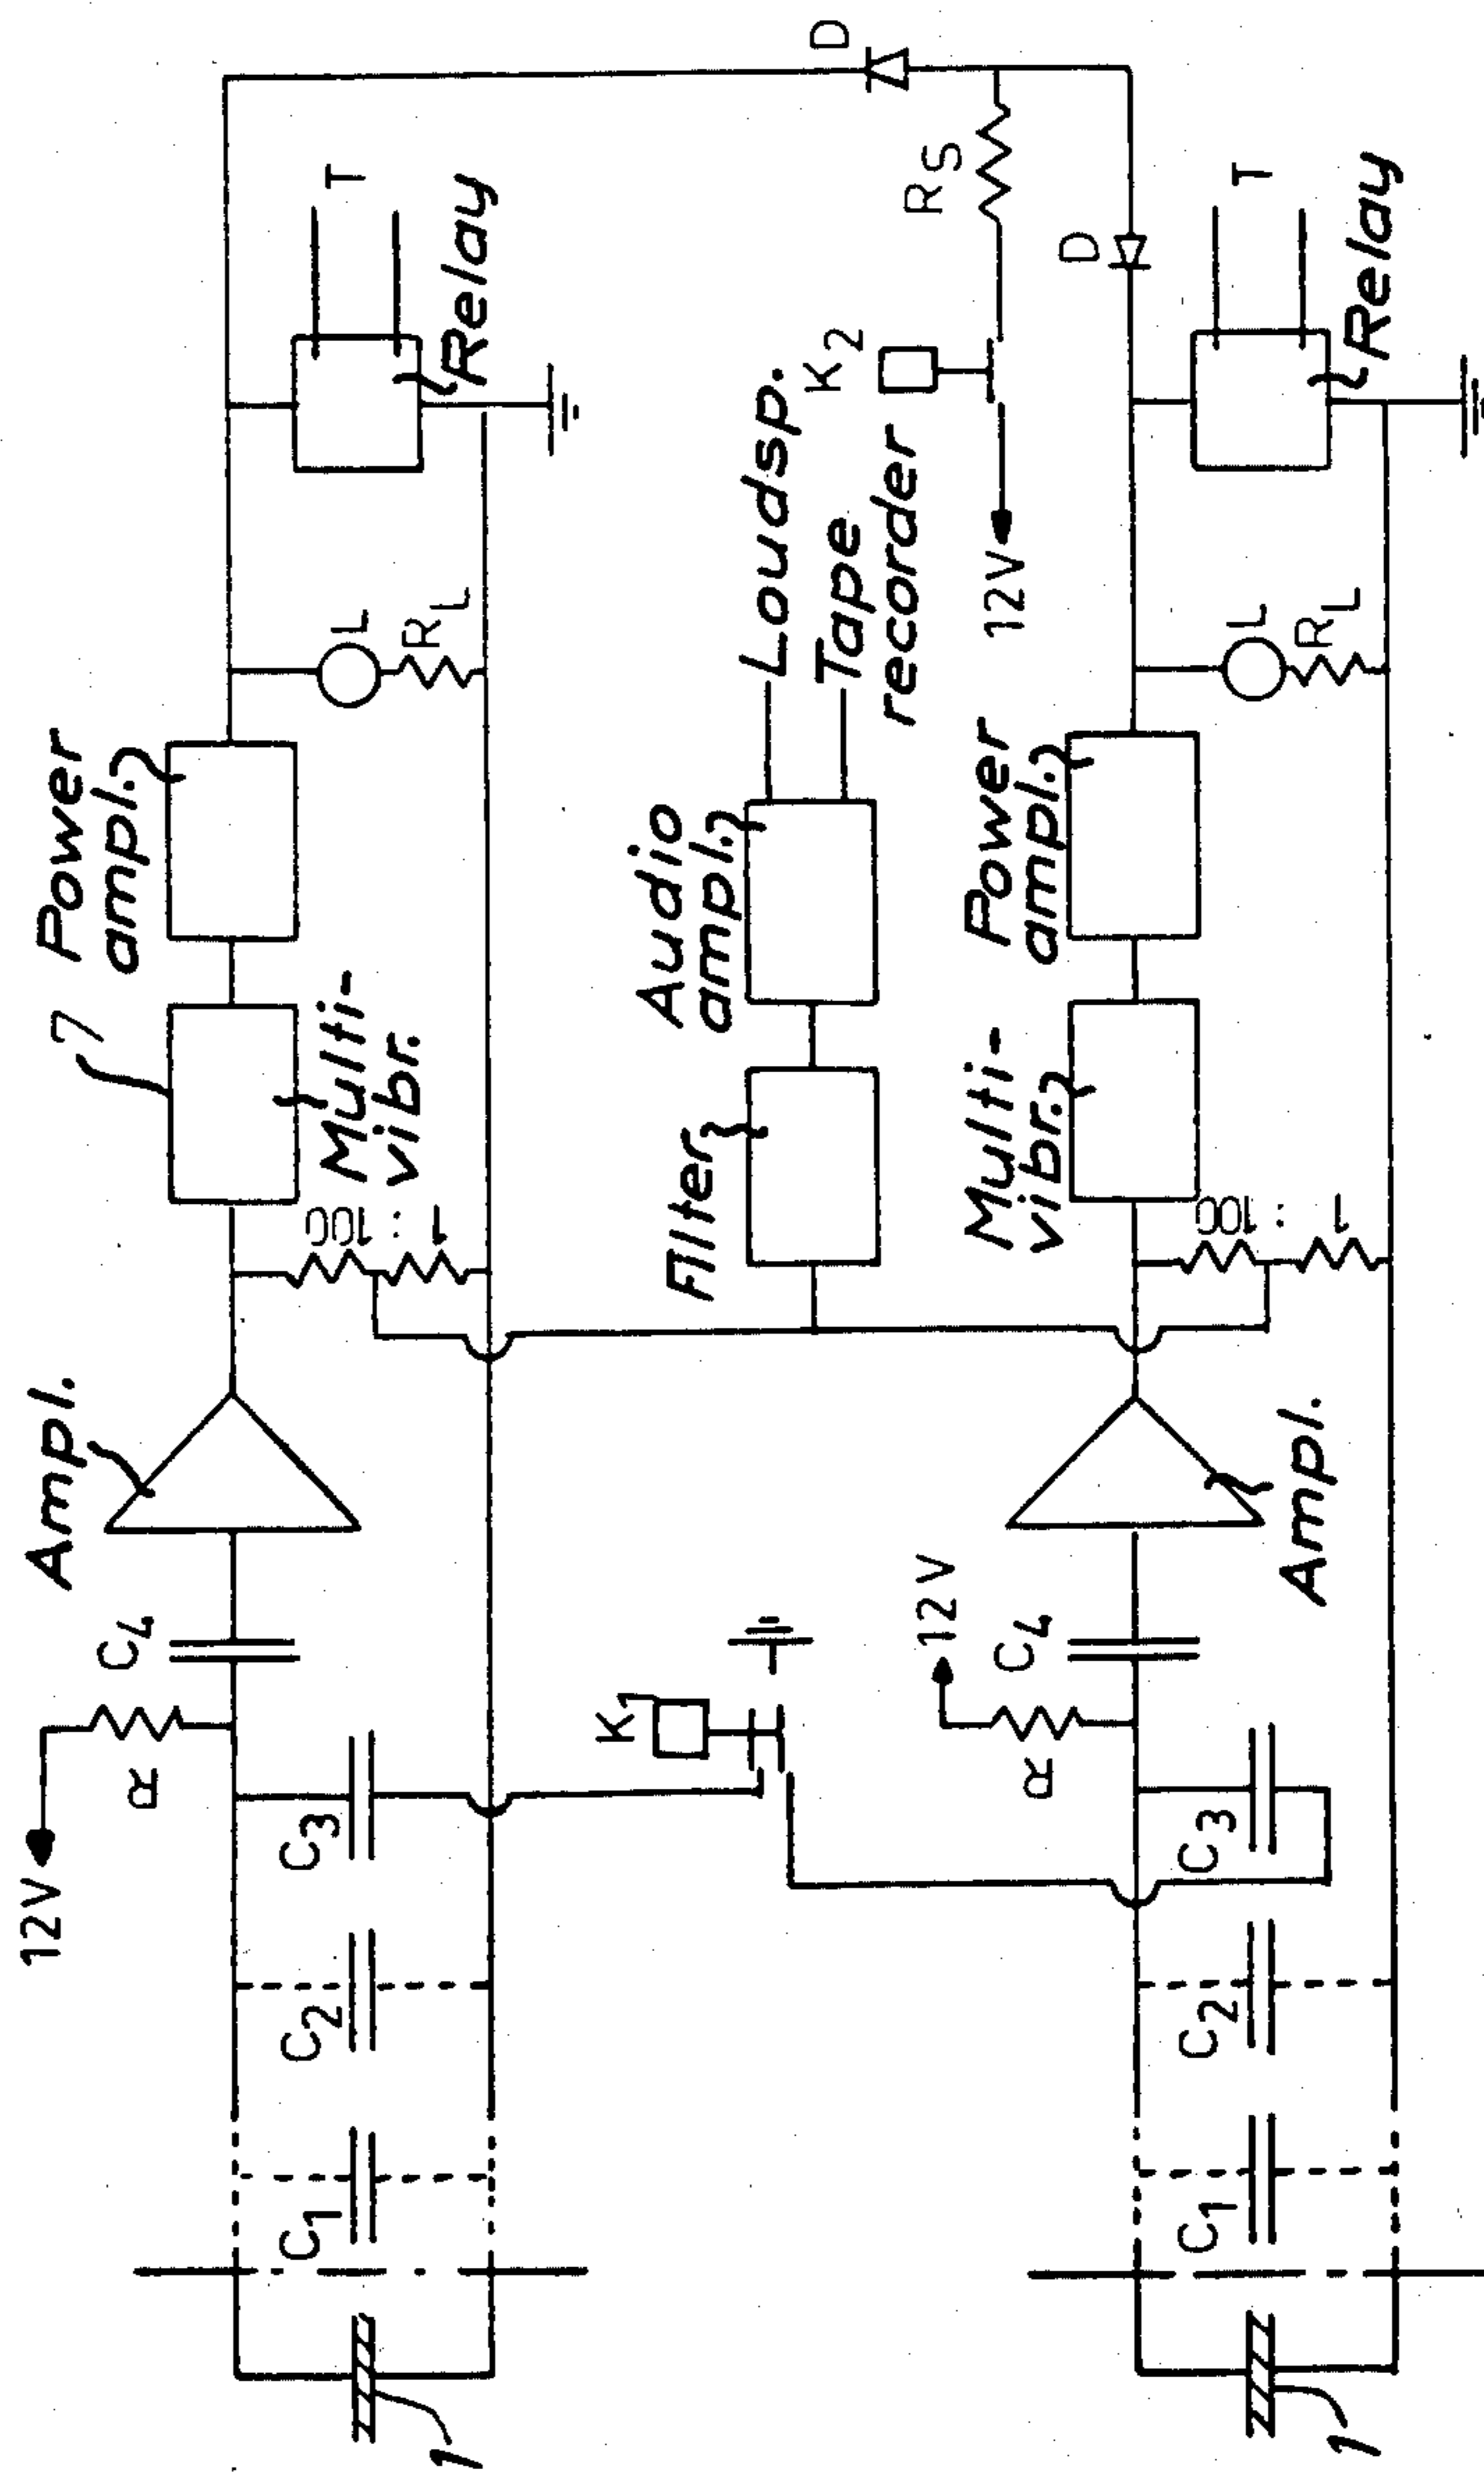 12V
R
C4
Ampl.
7
Multi-
vibr.
1 : 100
Power
ampl.
L
RL
Relay
T
D
1
C1
C2
C3
K1
Filter
Audio
ampl.
Loudsp.
Tape
recorder
K2
12V
RS
D
12V
R
C4
Ampl.
Multi-
vibr.
1 : 100
Power
ampl.
L
RL
Relay
T
1
C1
C2
C3